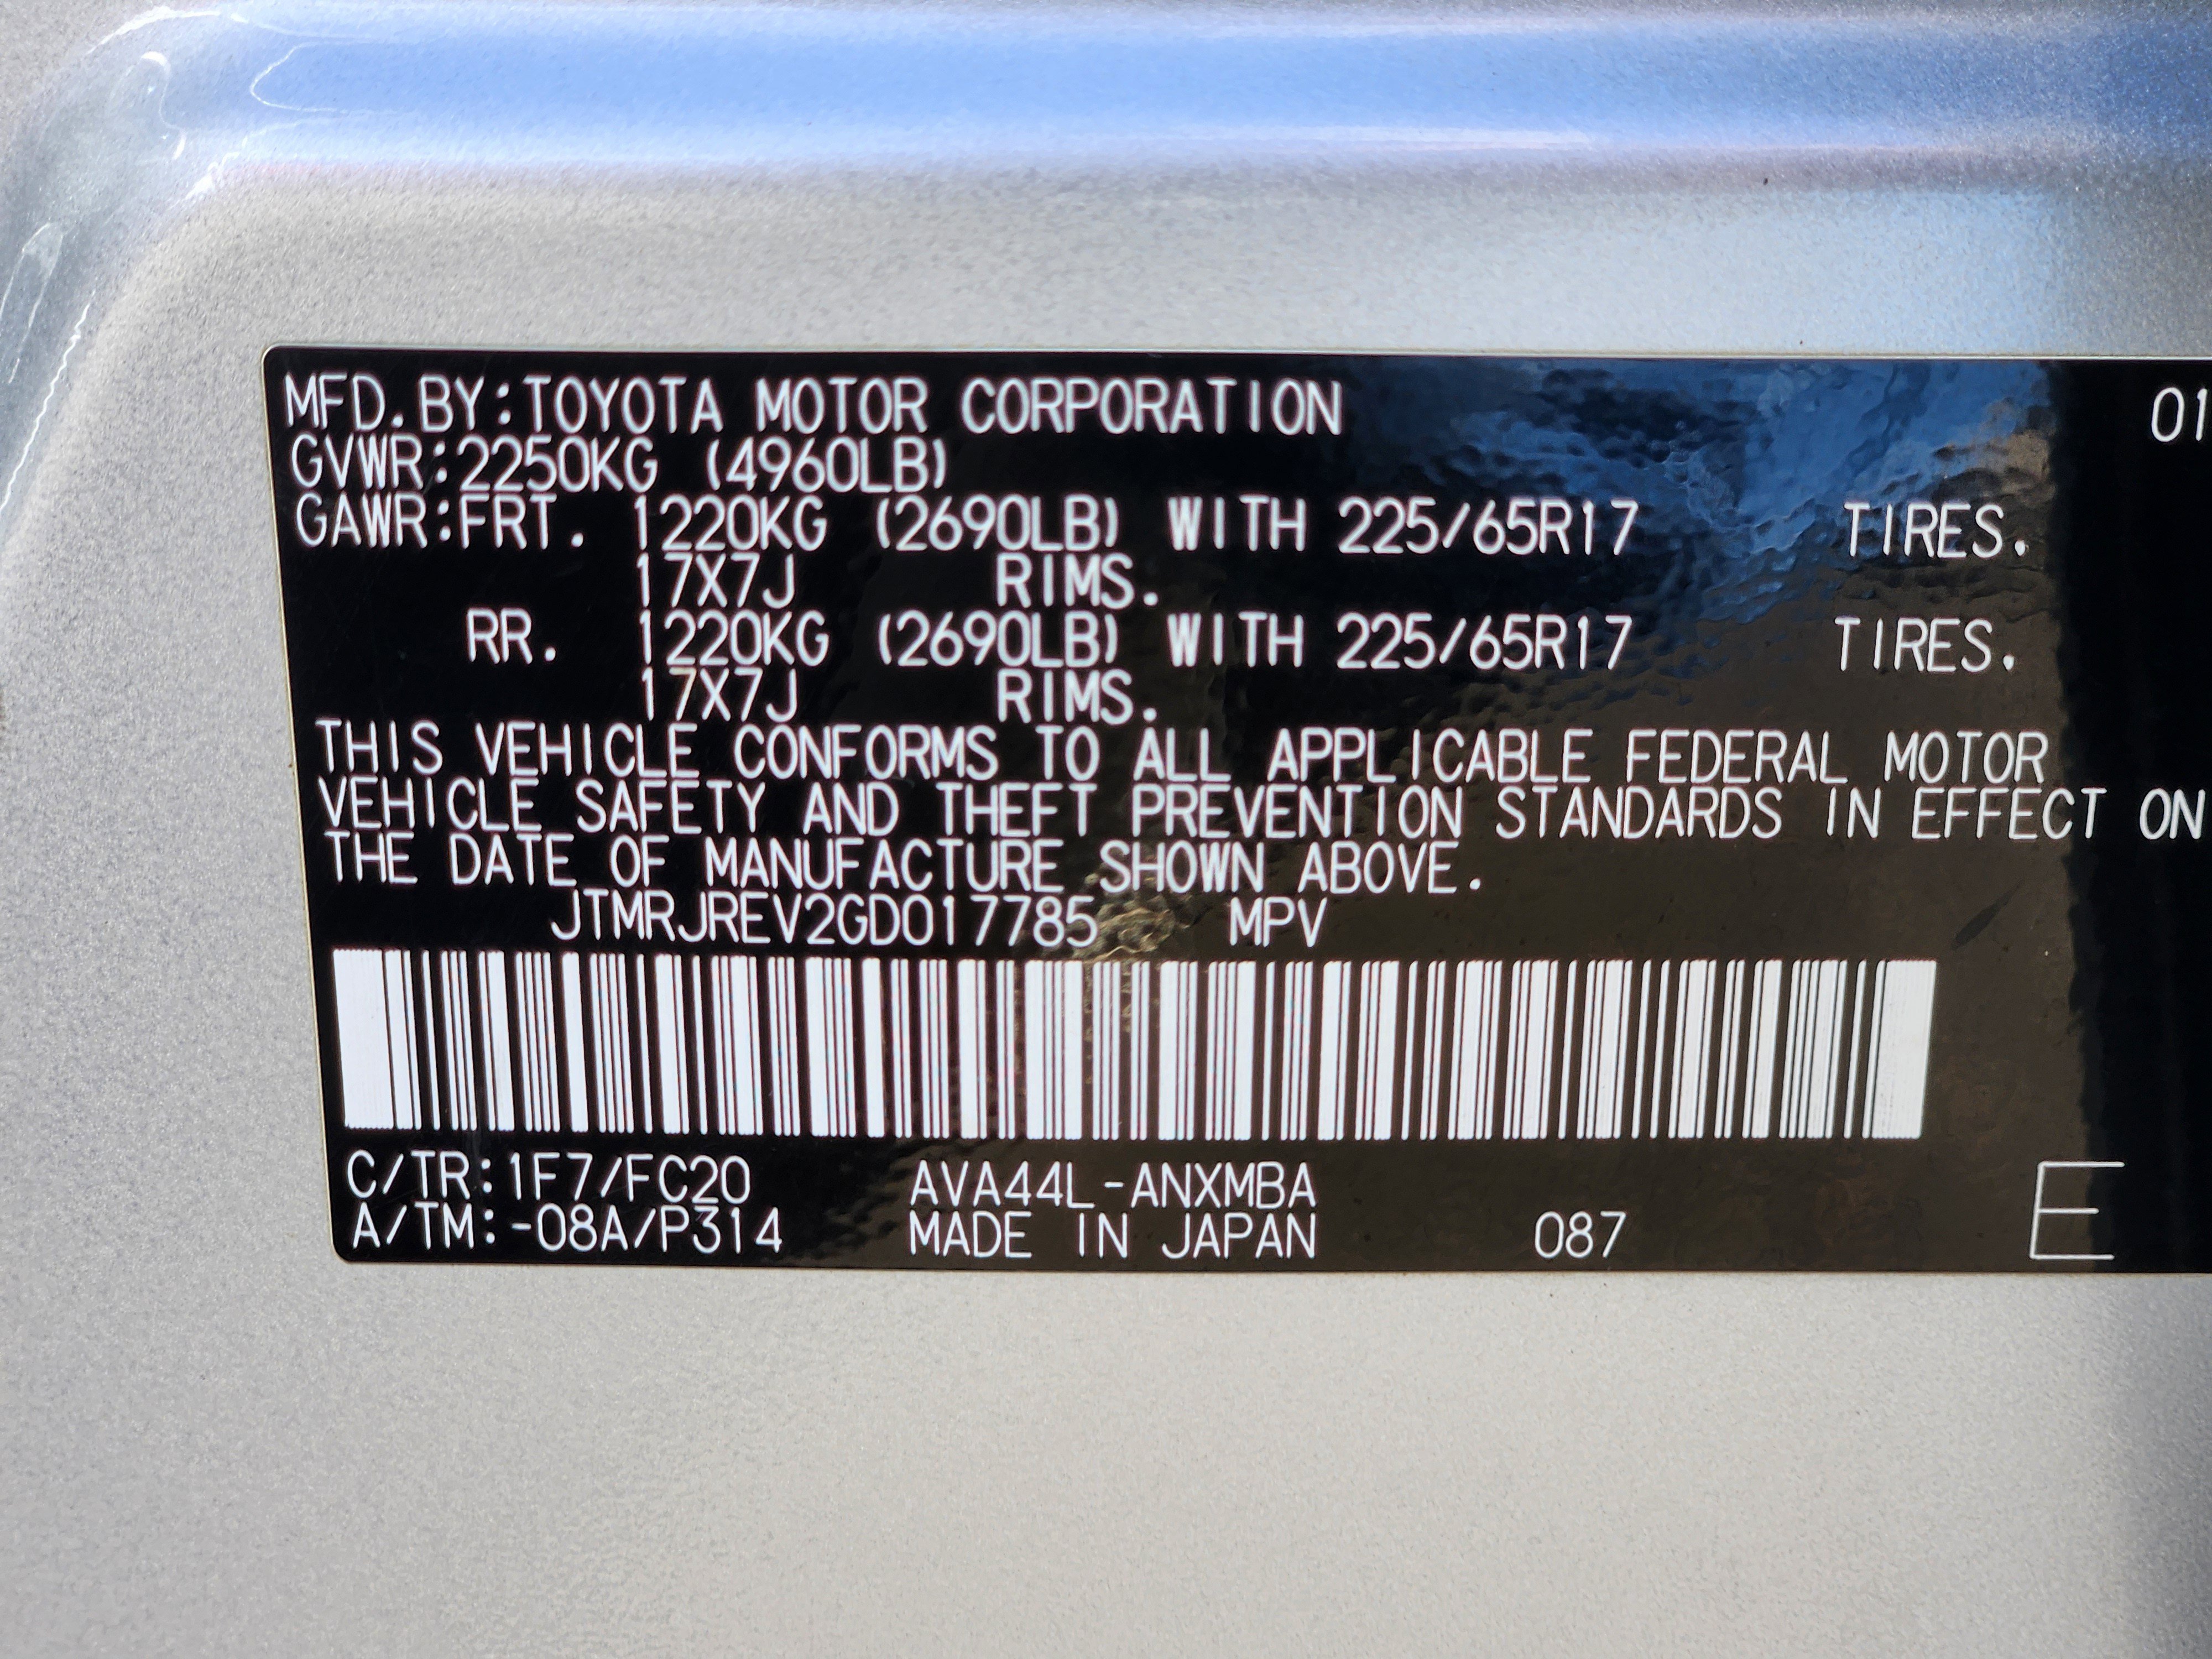 MFD.BY:TOYOTA MOTOR CORPORATION 01
GVWR:2250KG (4960LB)
GAWR:FRT. 1220KG (2690LB) WITH 225/65R17 TIRES.
17X7J RIMS.
RR. 1220KG (2690LB) WITH 225/65R17 TIRES.
17X7J RIMS.
THIS VEHICLE CONFORMS TO ALL APPLICABLE FEDERAL MOTOR
VEHICLE SAFETY AND THEFT PREVENTION STANDARDS IN EFFECT ON
THE DATE OF MANUFACTURE SHOWN ABOVE.
JTMRJREV2GD017785 MPV
C/TR:1F7/FC20 AVA44L-ANXMBA
A/TM:-08A/P314 MADE IN JAPAN 087 E